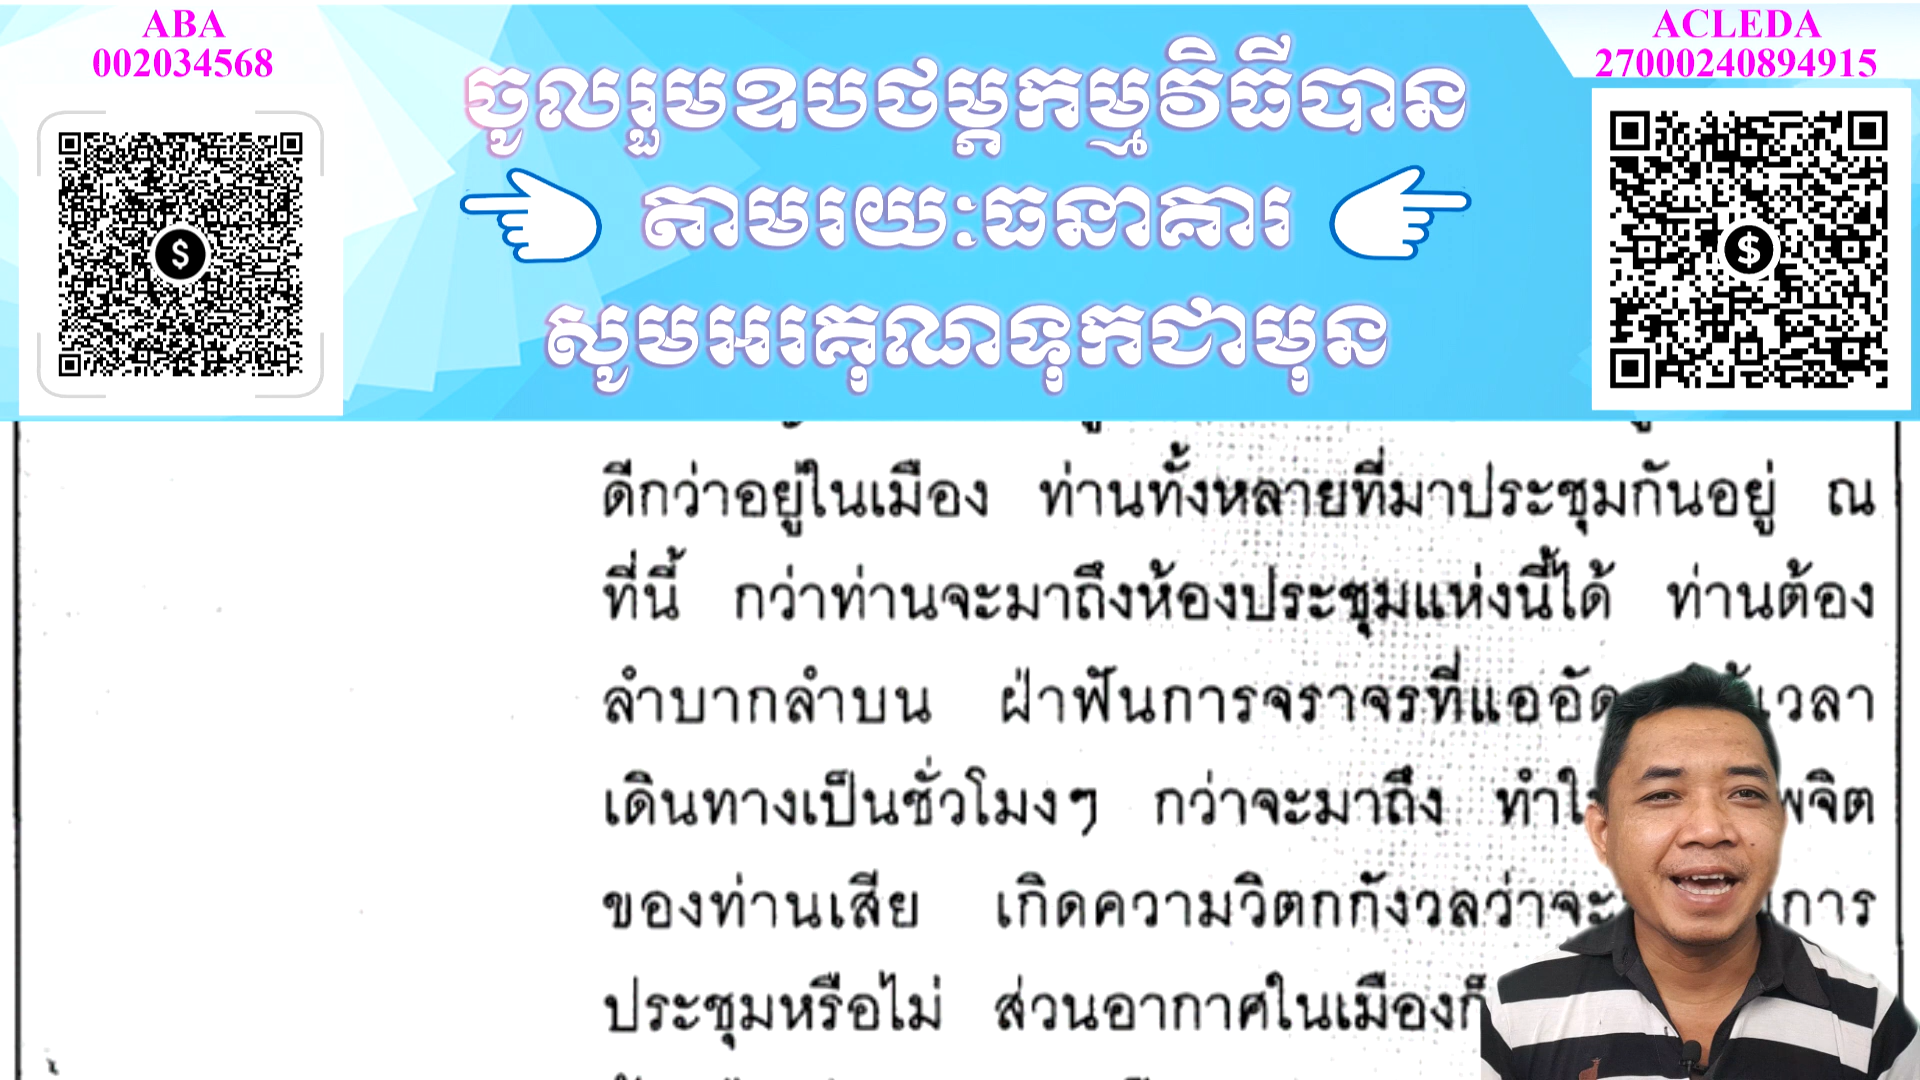 ABA
002034568
ACLEDA
27000240894915
ចូលរួមឧបថម្ភកម្មវិធីបាន
តាមរយៈធនាគារ
សូមអរគុណទុកជាមុន
ดีกว่าอยู่ในเมือง ท่านทั้งหลายที่มาประชุมกันอยู่ ณ
ที่นี้ กว่าท่านจะมาถึงห้องประชุมแห่งนี้ได้ ท่านต้อง
ลำบากลำบน ฝ่าฟันการจราจรที่แออัด เวลา
เดินทางเป็นชั่วโมงๆ กว่าจะมาถึง
ของท่านเสีย เกิดความวิตกกังวลว่าจะ การ
ประชุมหรือไม่ ส่วนอากาศในเมืองก็